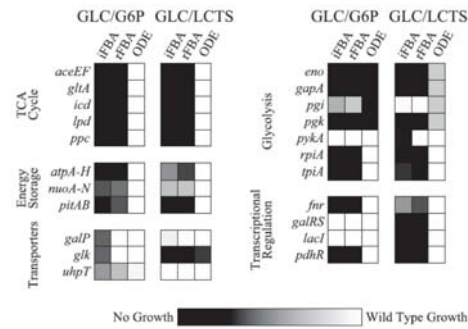 GLC/G6P GLC/LCTS GLC/G6P GLC/LCTS
iFBA rFBA ODE iFBA rFBA ODE iFBA rFBA ODE iFBA rFBA ODE
TCA
Cycle
aceEF
gltA
icd
lpd
ppc
Energy
Storage
atpA-H
nuoA-N
pitAB
Transporters
galP
glk
uhpT
Glycolysis
eno
gapA
pgi
pgk
pykA
rpiA
tpiA
Transcriptional
Regulation
fnr
galRS
lacI
pdhR
No Growth Wild Type Growth